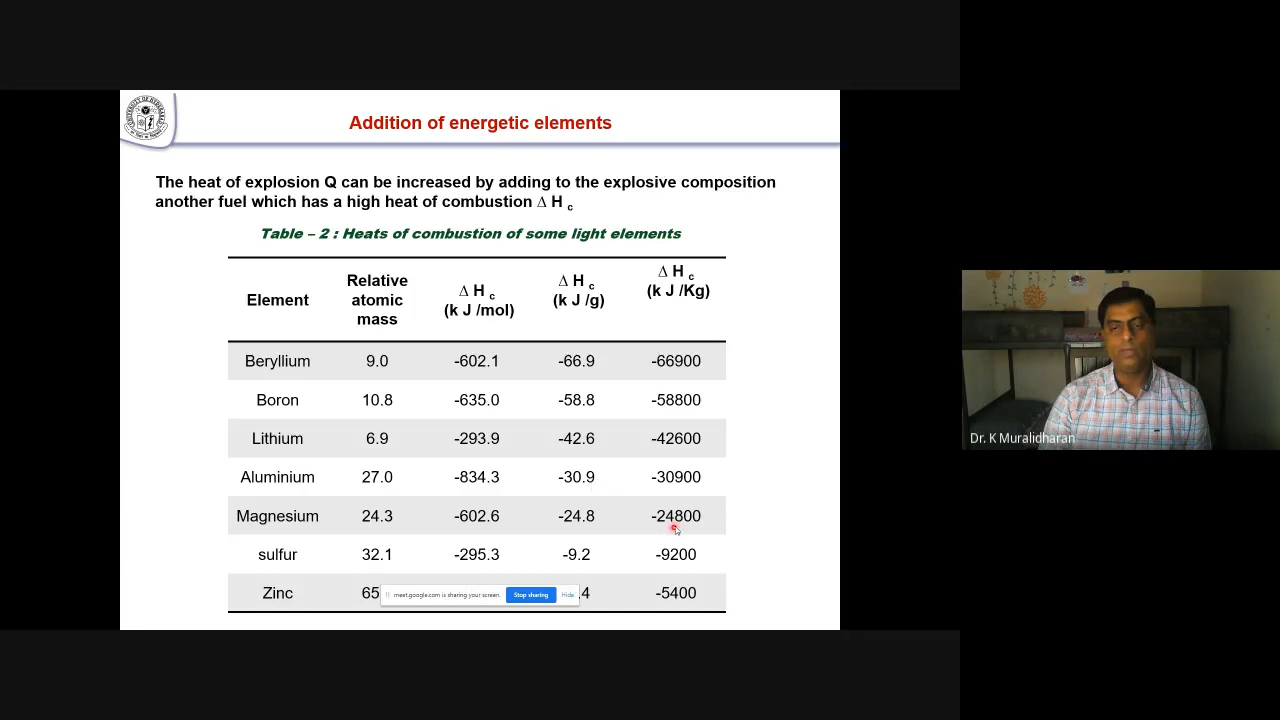 Addition of energetic elements
The heat of explosion Q can be increased by adding to the explosive composition
another fuel which has a high heat of combustion Δ H c
Table – 2 : Heats of combustion of some light elements
Element Relative atomic mass Δ H c (k J /mol) Δ H c (k J /g) Δ H c (k J /Kg)
Beryllium 9.0 -602.1 -66.9 -66900
Boron 10.8 -635.0 -58.8 -58800
Lithium 6.9 -293.9 -42.6 -42600
Aluminium 27.0 -834.3 -30.9 -30900
Magnesium 24.3 -602.6 -24.8 -24800
sulfur 32.1 -295.3 -9.2 -9200
Zinc 65 .4 -5400
meet.google.com is sharing your screen. Stop sharing Hide
Dr. K Muralidharan